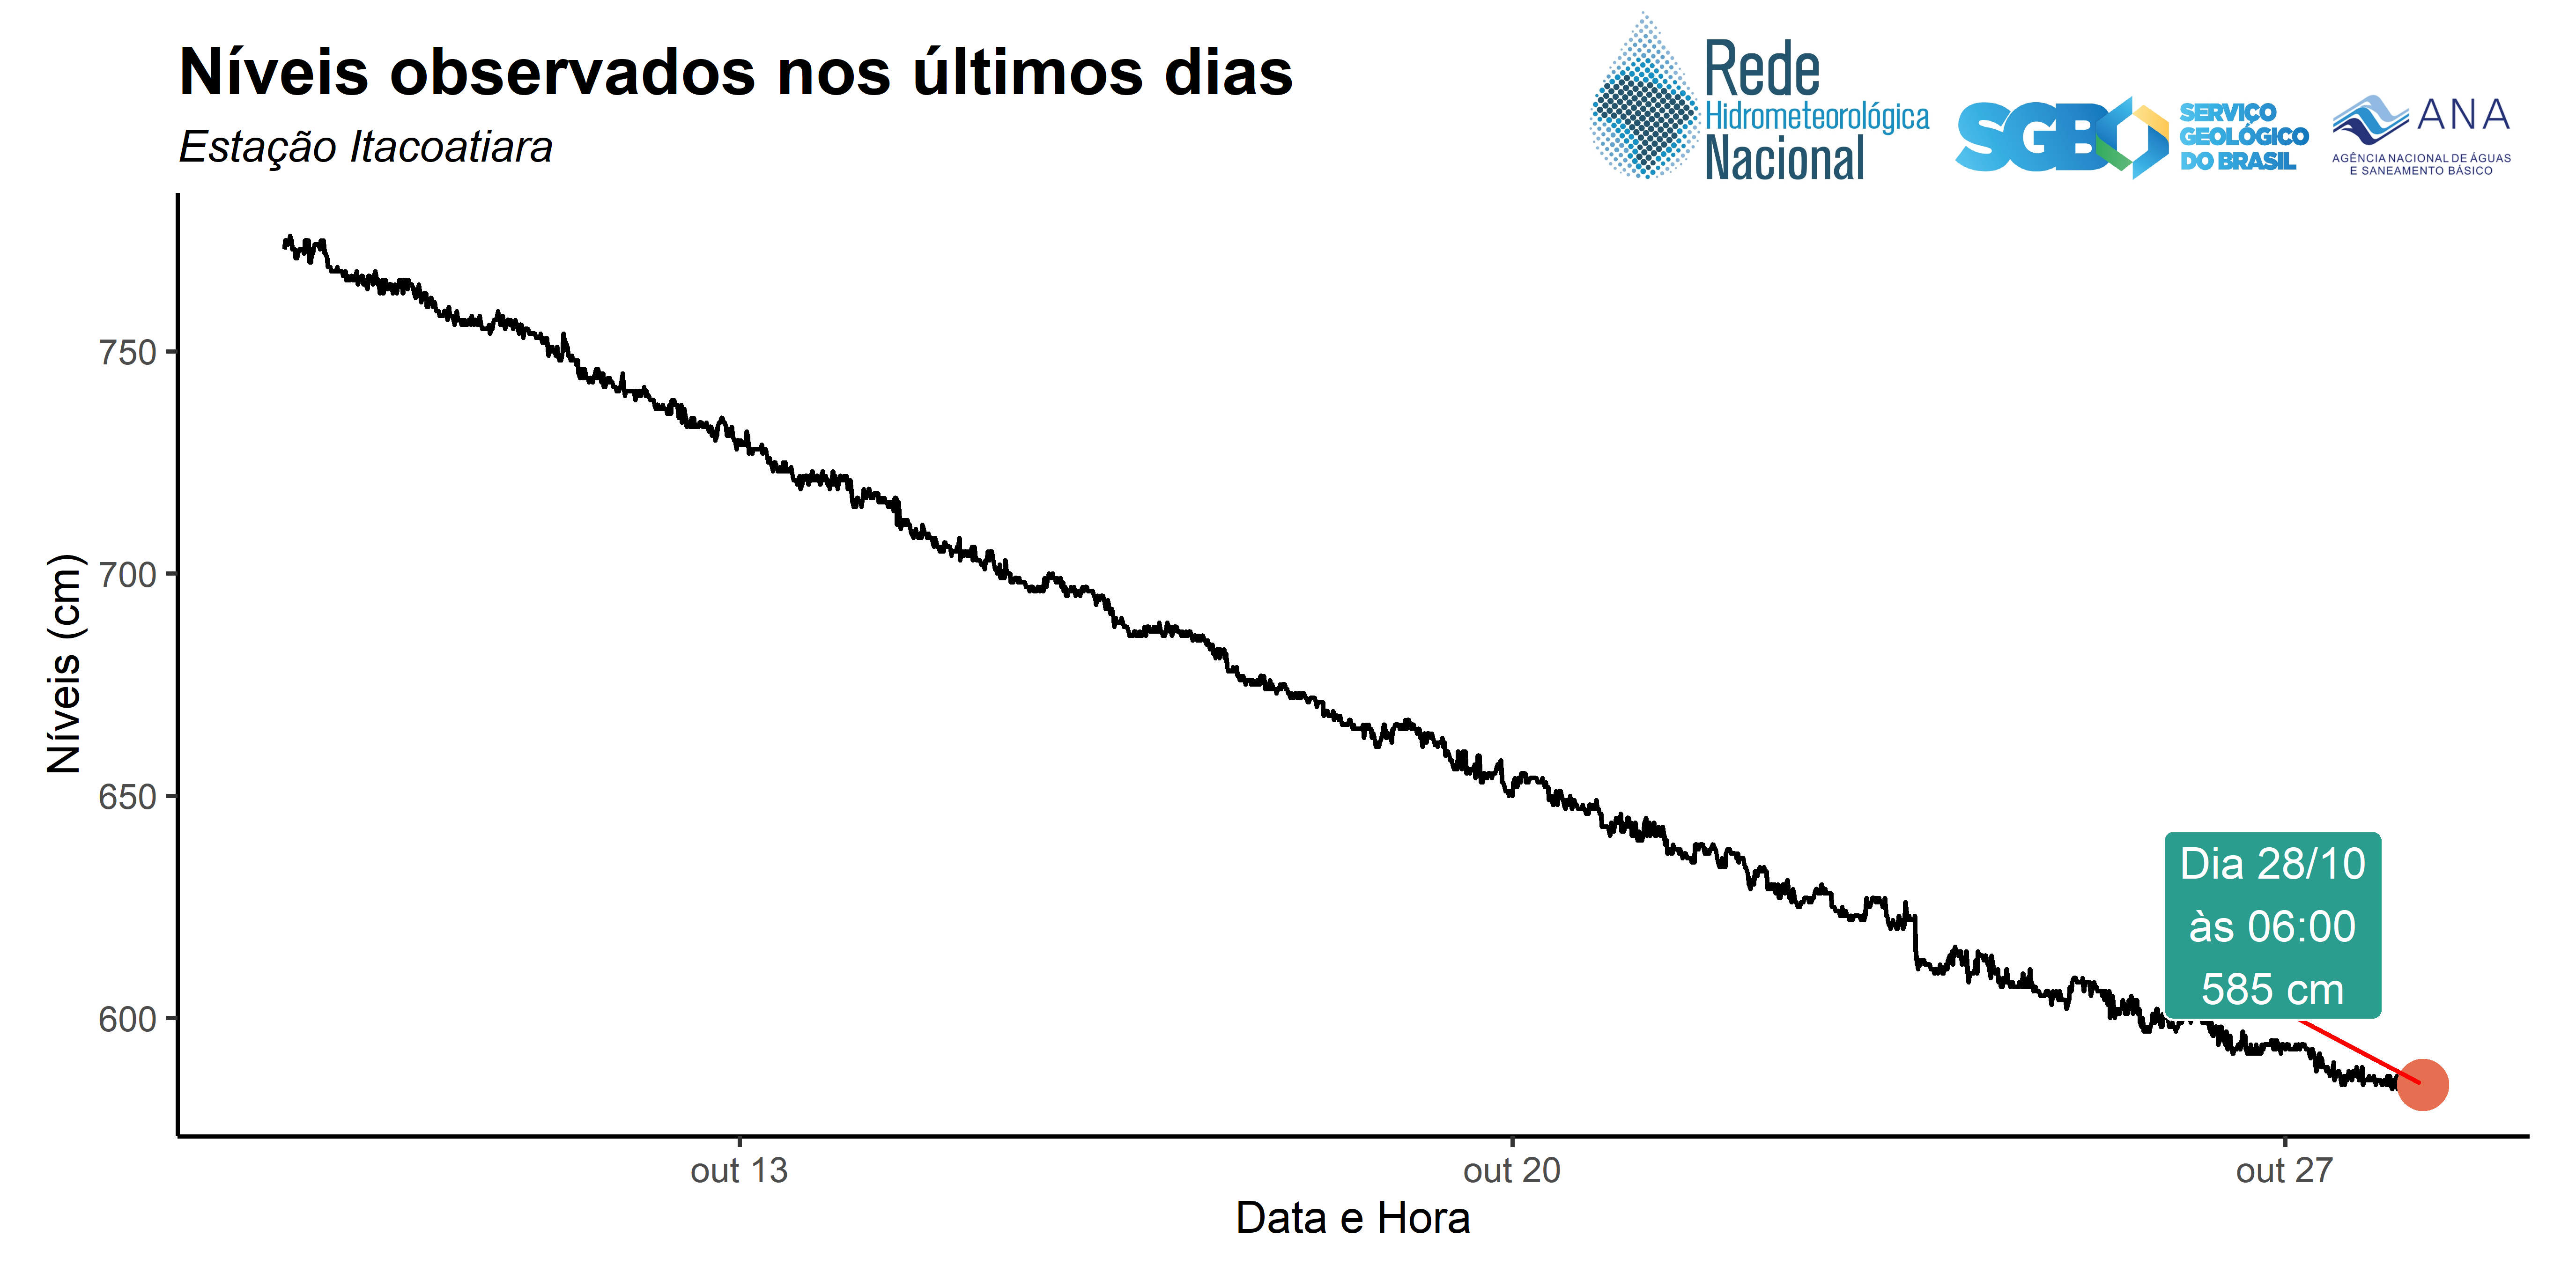 Níveis observados nos últimos dias
Estação Itacoatiara
Rede
Hidrometeorológica
Nacional
SGB
SERVIÇO
GEOLÓGICO
DO BRASIL
ANA
AGÊNCIA NACIONAL DE ÁGUAS
E SANEAMENTO BÁSICO
Níveis (cm)
750
700
650
600
Dia 28/10
às 06:00
585 cm
out 13
out 20
out 27
Data e Hora